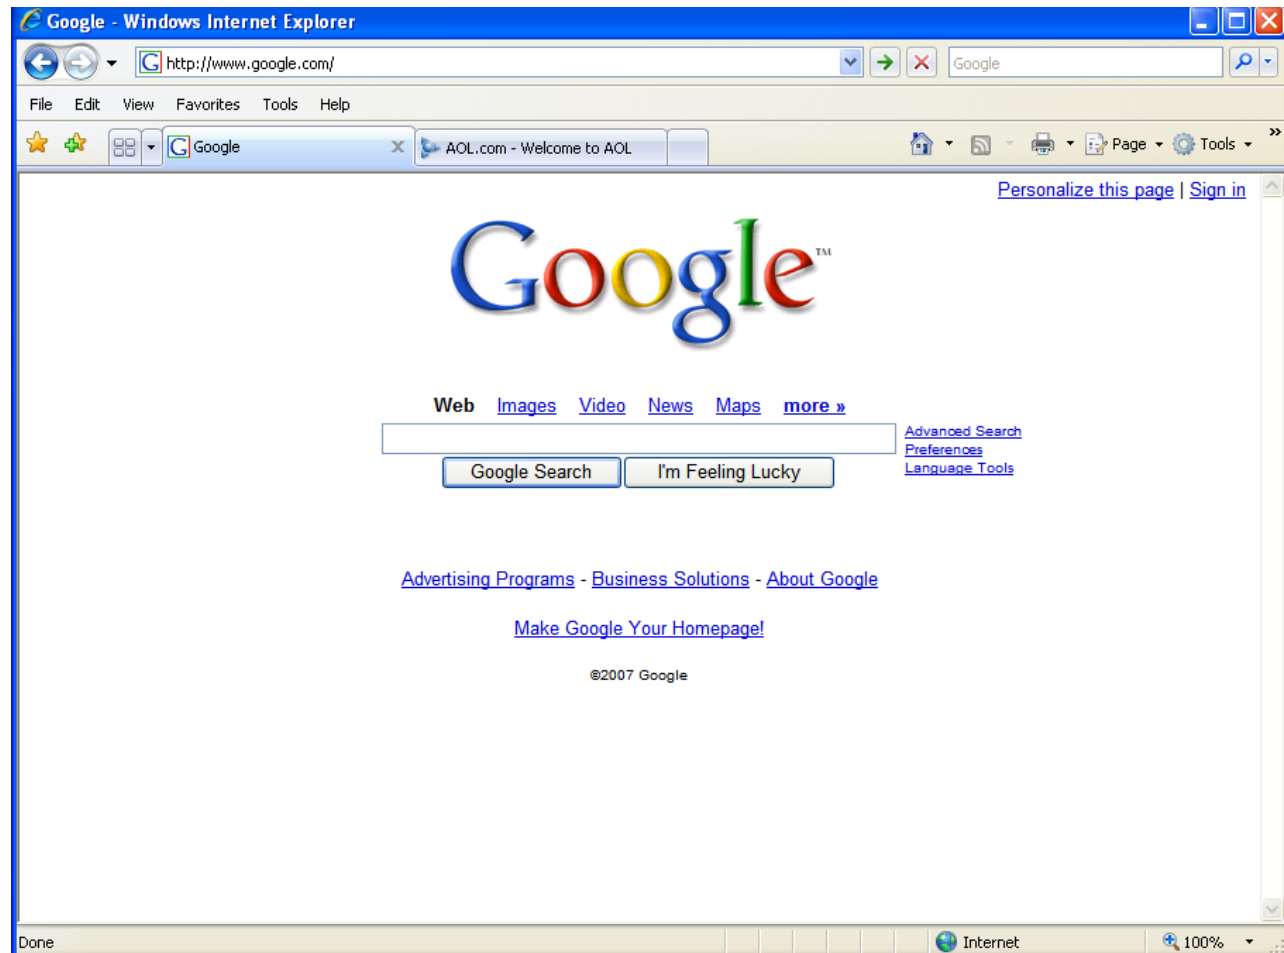 Google - Windows Internet Explorer
http://www.google.com/
Google
File Edit View Favorites Tools Help
Google
AOL.com - Welcome to AOL
Page
Tools
Personalize this page | Sign in
Google™
Web Images Video News Maps more »
Advanced Search
Preferences
Language Tools
Google Search
I'm Feeling Lucky
Advertising Programs - Business Solutions - About Google
Make Google Your Homepage!
©2007 Google
Done
Internet
100%